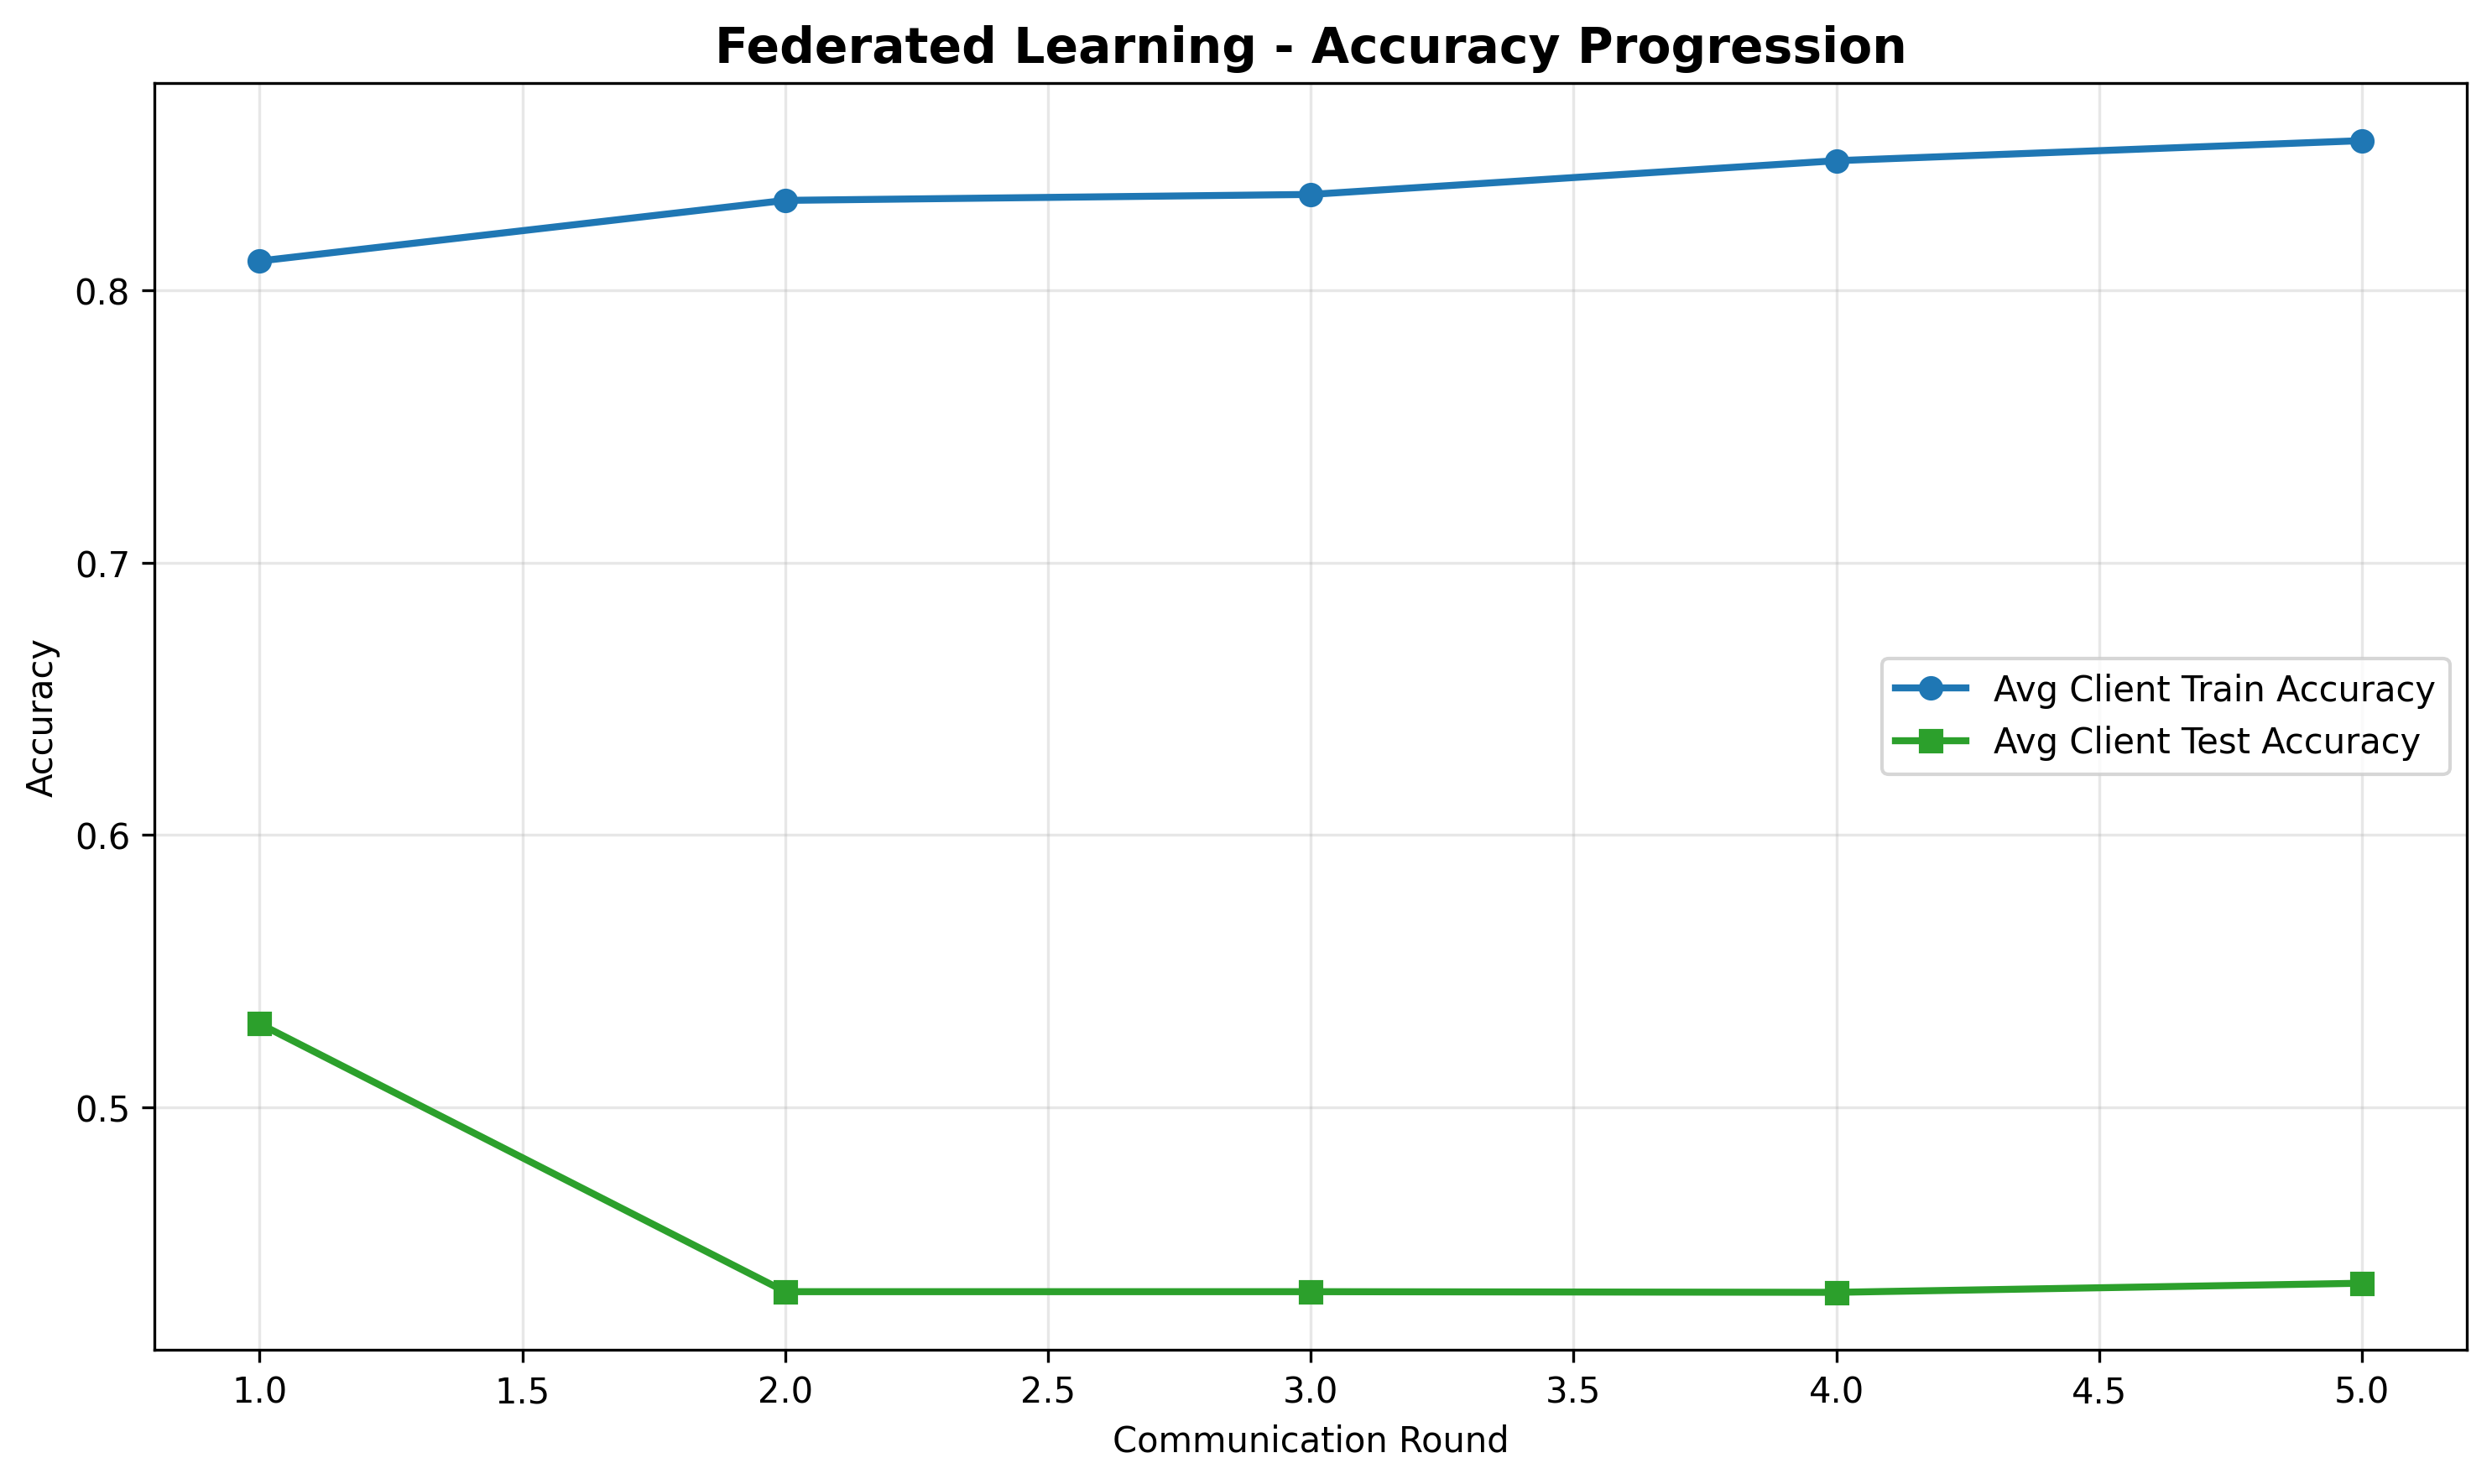 Federated Learning - Accuracy Progression
Accuracy
0.8
0.7
0.6
0.5
Avg Client Train Accuracy
Avg Client Test Accuracy
1.0 1.5 2.0 2.5 3.0 3.5 4.0 4.5 5.0
Communication Round